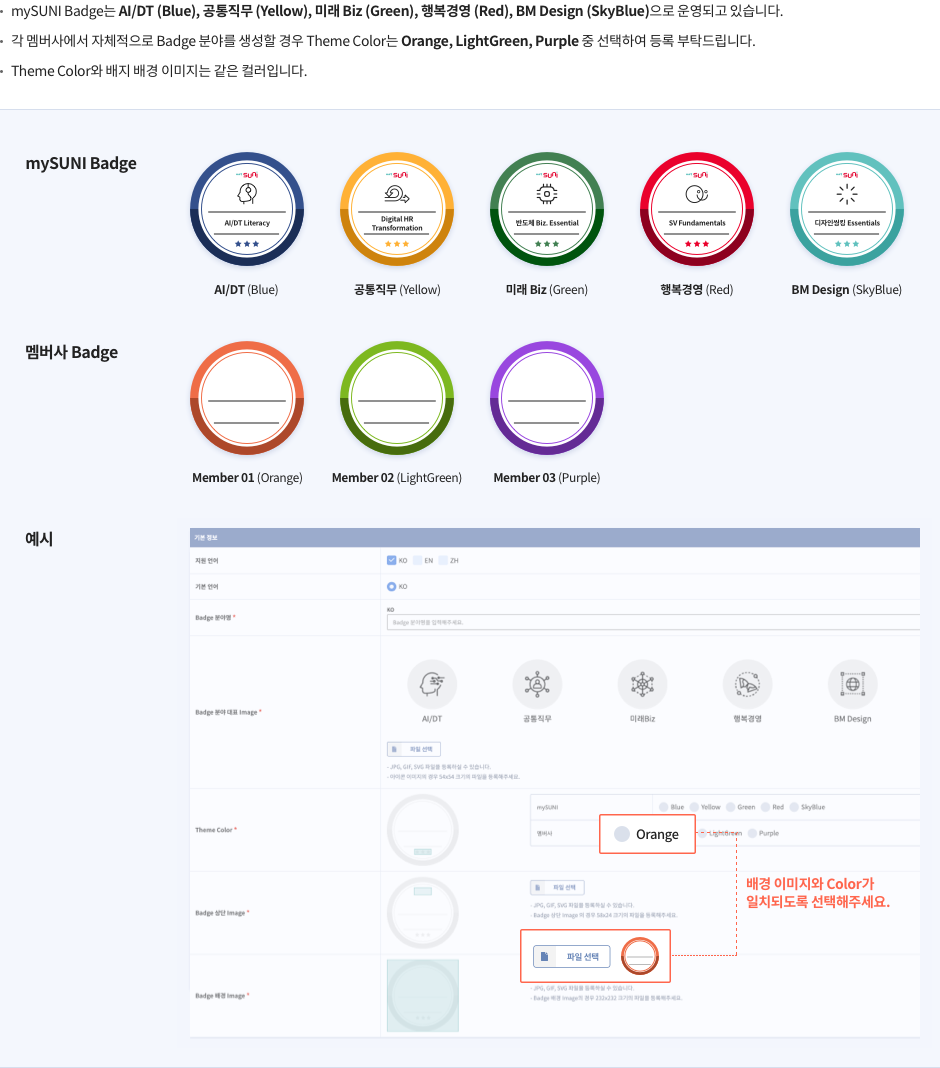 · mySUNI Badge는 AI/DT (Blue), 공통직무 (Yellow), 미래 Biz (Green), 행복경영 (Red), BM Design (SkyBlue)으로 운영되고 있습니다.
· 각 멤버사에서 자체적으로 Badge 분야를 생성할 경우 Theme Color는 Orange, LightGreen, Purple 중 선택하여 등록 부탁드립니다.
· Theme Color와 배지 배경 이미지는 같은 컬러입니다.
mySUNI Badge
mySUNI mySUNI mySUNI mySUNI mySUNI
AI/DT Literacy
Digital HR
Transformation
반도체 Biz. Essential
SV Fundamentals
디자인씽킹 Essentials
AI/DT (Blue) 공통직무 (Yellow) 미래 Biz (Green) 행복경영 (Red) BM Design (SkyBlue)
멤버사 Badge
Member 01 (Orange) Member 02 (LightGreen) Member 03 (Purple)
예시
기본 정보
지원 언어 KO EN ZH
기본 언어 KO
KO
Badge 분야명 *
Badge 분야명을 입력해주세요.
AI/DT 공통직무 미래Biz 행복경영 BM Design
Badge 분야 대표 Image *
파일 선택
- JPG, GIF, SVG 파일을 등록하실 수 있습니다.
- 아이콘 이미지의 경우 54x54 크기의 파일을 등록해주세요.
mySUNI Blue Yellow Green Red SkyBlue
Theme Color *
멤버사 Orange LightGreen Purple
배경 이미지와 Color가
일치되도록 선택해주세요.
파일 선택
- JPG, GIF, SVG 파일을 등록하실 수 있습니다.
Badge 상단 Image *
- Badge 상단 Image 의 경우 58x24 크기의 파일을 등록해주세요.
파일 선택
- JPG, GIF, SVG 파일을 등록하실 수 있습니다.
Badge 배경 Image *
- Badge 배경 Image의 경우 232x232 크기의 파일을 등록해주세요.